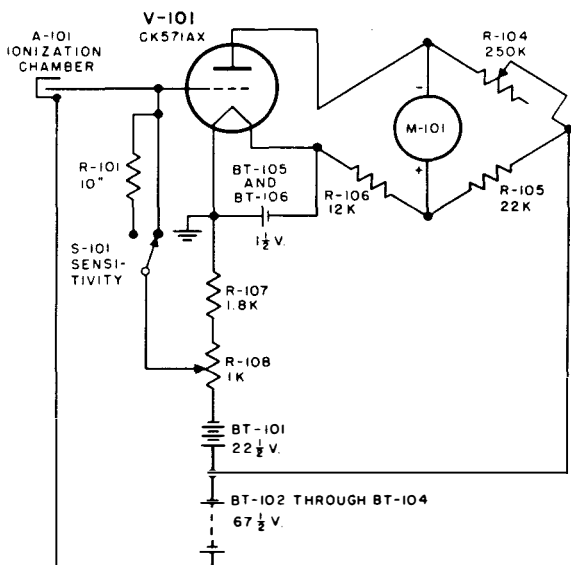 V-101
CK571AX
A-101
IONIZATION
CHAMBER
R-104
250K
-
M-101
+
R-101
10"
BT-105
AND
BT-106
1½ V.
R-106
12K
R-105
22K
S-101
SENSI-
TIVITY
R-107
1.8K
R-108
1K
BT-101
22½ V.
BT-102 THROUGH BT-104
67½ V.